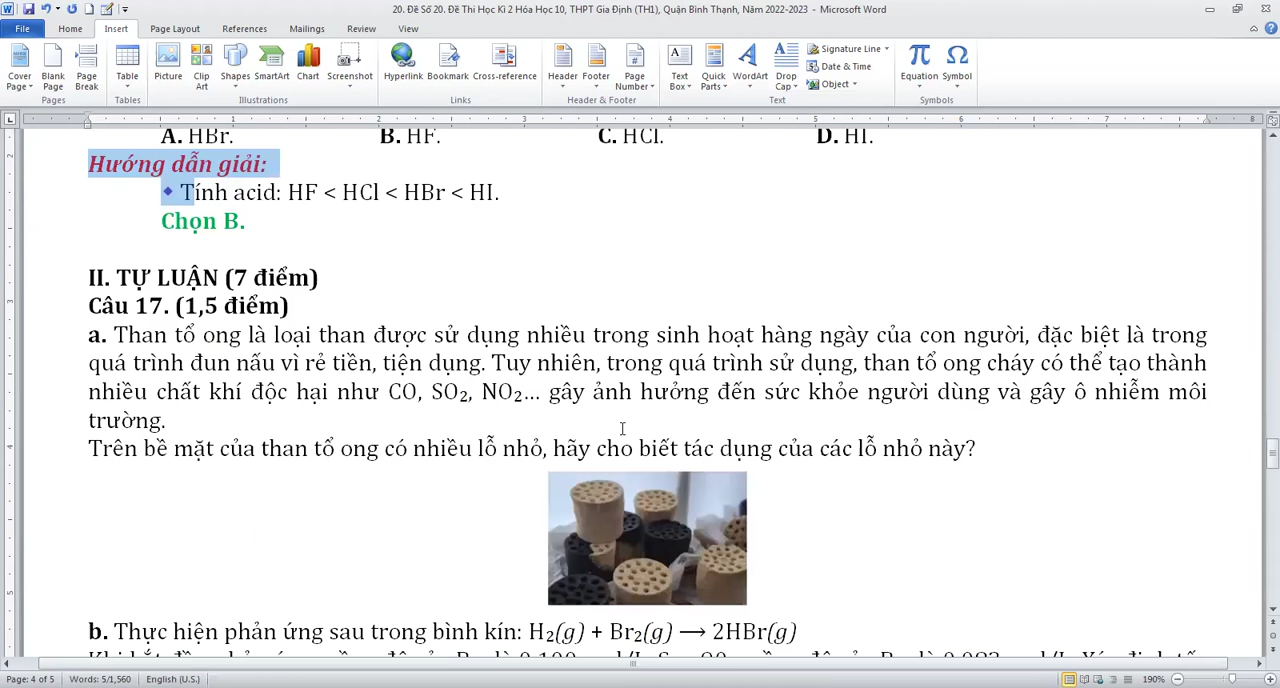 20. Đề Số 20. Đề Thi Học Kì 2 Hóa Học 10, THPT Gia Định (TH1), Quận Bình Thạnh, Năm 2022-2023 - Microsoft Word
File Home Insert Page Layout References Mailings Review View
Cover Page Blank Page Page Break Table Picture Clip Art Shapes SmartArt Chart Screenshot Hyperlink Bookmark Cross-reference Header Footer Page Number Text Box Quick Parts WordArt Drop Cap Signature Line Date & Time Object Equation Symbol
Pages Tables Illustrations Links Header & Footer Text Symbols
1 2 3 4 5 6 7 8
A. HBr. B. HF. C. HCl. D. HI.
Hướng dẫn giải:
Tính acid: HF < HCl < HBr < HI.
Chọn B.
II. TỰ LUẬN (7 điểm)
Câu 17. (1,5 điểm)
a. Than tổ ong là loại than được sử dụng nhiều trong sinh hoạt hàng ngày của con người, đặc biệt là trong
quá trình đun nấu vì rẻ tiền, tiện dụng. Tuy nhiên, trong quá trình sử dụng, than tổ ong cháy có thể tạo thành
nhiều chất khí độc hại như CO, SO₂, NO₂... gây ảnh hưởng đến sức khỏe người dùng và gây ô nhiễm môi
trường.
Trên bề mặt của than tổ ong có nhiều lỗ nhỏ, hãy cho biết tác dụng của các lỗ nhỏ này?
b. Thực hiện phản ứng sau trong bình kín: H₂(g) + Br₂(g) ⟶ 2HBr(g)
Page: 4 of 5 Words: 5/1,560 English (U.S.) 190%